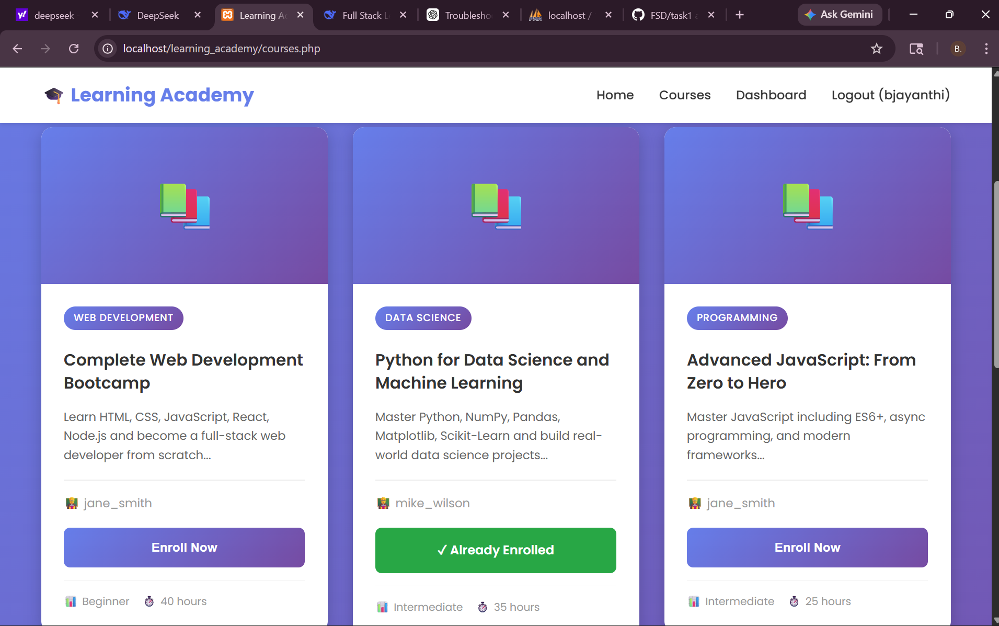 deepseek -
DeepSeek
Learning Ac
Full Stack L
Troublesho
localhost /
FSD/task1 a
Ask Gemini
localhost/learning_academy/courses.php
B.
Learning Academy
Home
Courses
Dashboard
Logout (bjayanthi)
WEB DEVELOPMENT
Complete Web Development
Bootcamp
Learn HTML, CSS, JavaScript, React,
Node.js and become a full-stack web
developer from scratch...
jane_smith
Enroll Now
Beginner
40 hours
DATA SCIENCE
Python for Data Science and
Machine Learning
Master Python, NumPy, Pandas,
Matplotlib, Scikit-Learn and build real-
world data science projects...
mike_wilson
✓ Already Enrolled
Intermediate
35 hours
PROGRAMMING
Advanced JavaScript: From
Zero to Hero
Master JavaScript including ES6+, async
programming, and modern
frameworks...
jane_smith
Enroll Now
Intermediate
25 hours